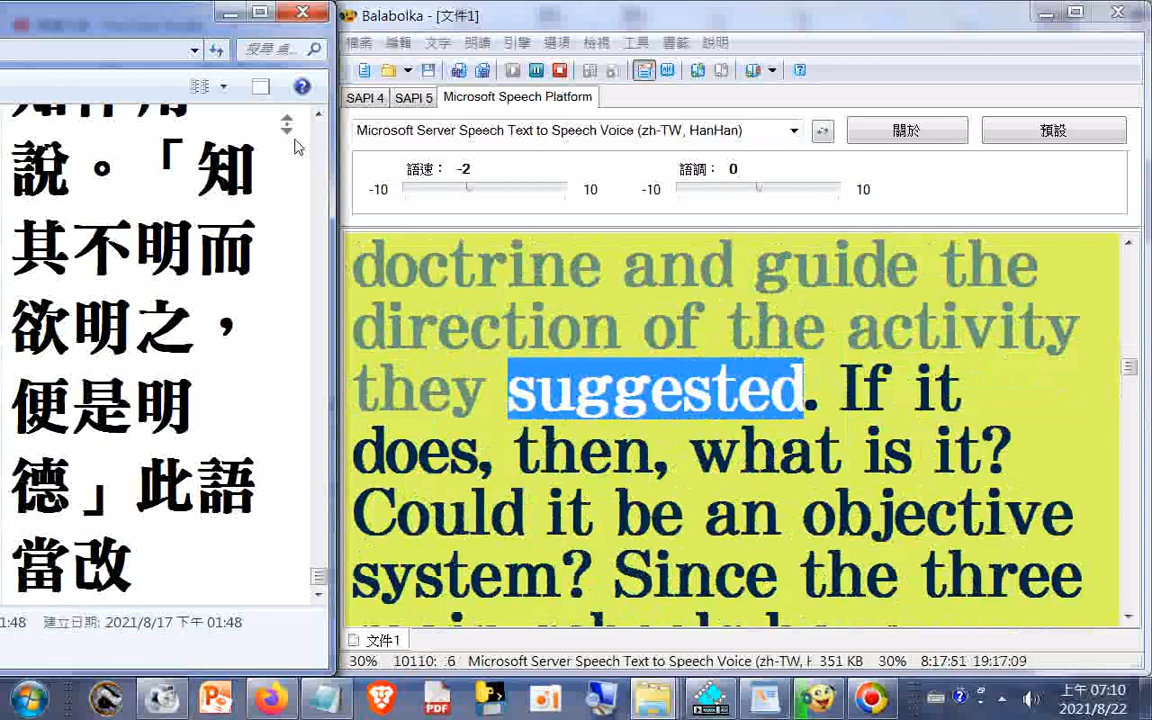 搜尋 桌...
說。「知
其不明而
欲明之，
便是明
德」此語
當改
1:48 建立日期: 2021/8/17 下午 01:48
Balabolka - [文件1]
檔案 編輯 文字 朗讀 引擎 選項 檢視 工具 書籤 說明
SAPI 4 SAPI 5 Microsoft Speech Platform
Microsoft Server Speech Text to Speech Voice (zh-TW, HanHan) 關於 預設
語速： -2 語調： 0
-10 10 -10 10
doctrine and guide the
direction of the activity
they suggested. If it
does, then, what is it?
Could it be an objective
system? Since the three
文件1
30% 10110: .6 Microsoft Server Speech Text to Speech Voice (zh-TW, H 351 KB 30% 8:17:51 19:17:09
PDF
上午 07:10
2021/8/22